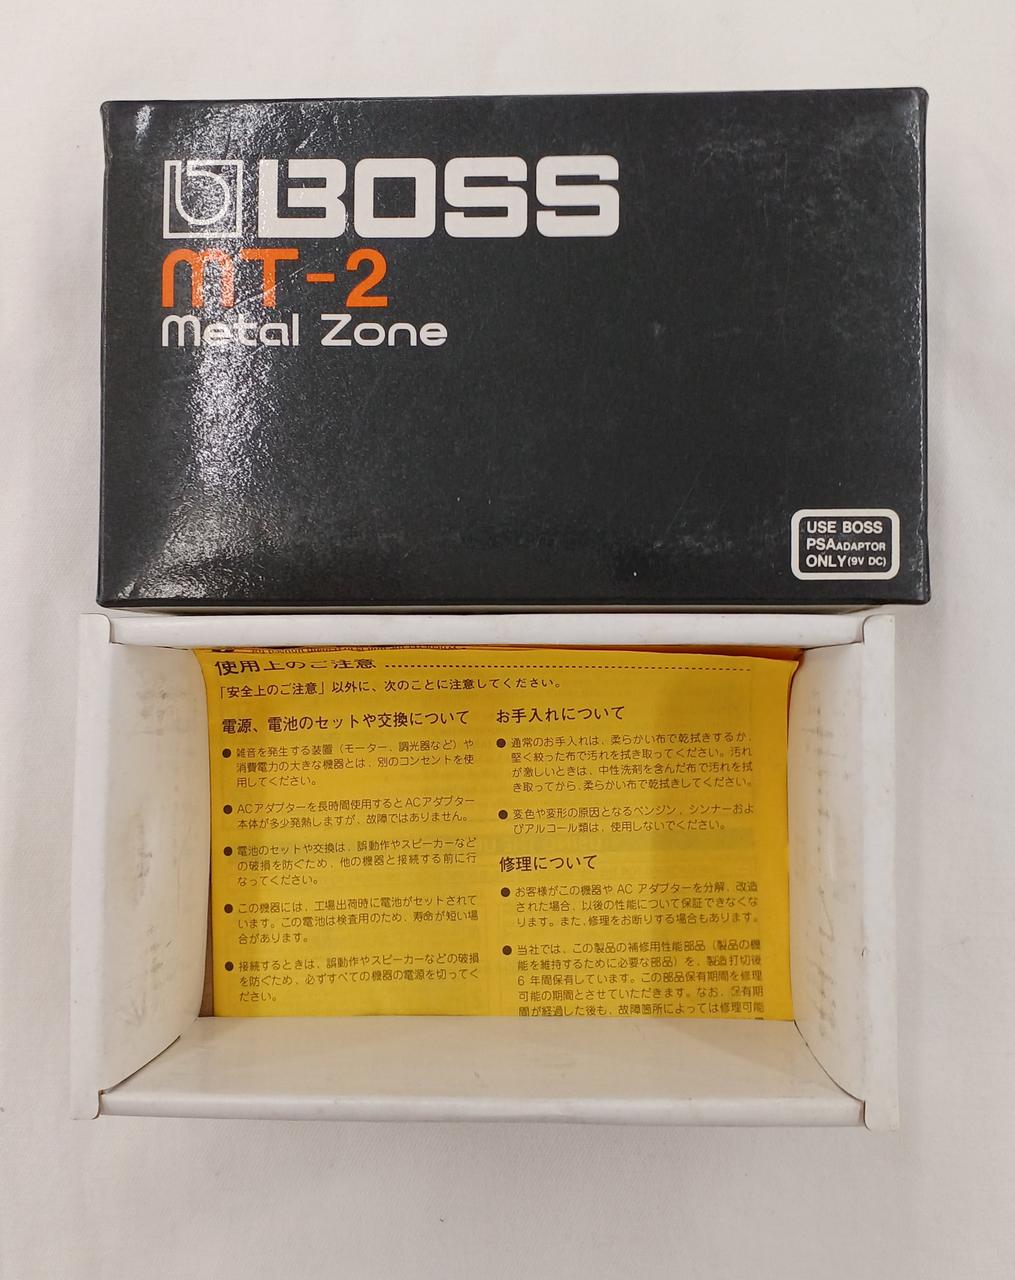 BOSS
MT-2
Metal Zone
USE BOSS
PSA ADAPTOR
ONLY (9V DC)
使用上のご注意
「安全上のご注意」以外に、次のことに注意してください。
電源、電池のセットや交換について
● 雑音を発生する装置（モーター、調光器など）や
消費電力の大きな機器とは、別のコンセントを使
用してください。
● ACアダプターを長時間使用するとACアダプター
本体が多少発熱しますが、故障ではありません。
● 電池のセットや交換は、誤動作やスピーカーなど
の破損を防ぐため、他の機器と接続する前に行
なってください。
● この機器には、工場出荷時に電池がセットされて
います。この電池は検査用のため、寿命が短い場
合があります。
● 接続するときは、誤動作やスピーカーなどの破損
を防ぐため、必ずすべての機器の電源を切ってく
ださい。
お手入れについて
● 通常のお手入れは、柔らかい布で乾拭きするか、
堅く絞った布で汚れを拭き取ってください。汚れ
が激しいときは、中性洗剤を含んだ布で汚れを拭
き取ってから、柔らかい布で乾拭きしてください。
● 変色や変形の原因となるベンジン、シンナーおよ
びアルコール類は、使用しないでください。
修理について
● お客様がこの機器や AC アダプターを分解、改造
された場合、以後の性能について保証できなくな
ります。また、修理をお断りする場合もあります。
● 当社では、この製品の補修用性能部品（製品の機
能を維持するために必要な部品）を、製造打切後
6 年間保有しています。この部品保有期間を修理
可能の期間とさせていただきます。なお、保有期
間が経過した後も、故障箇所によっては修理可能